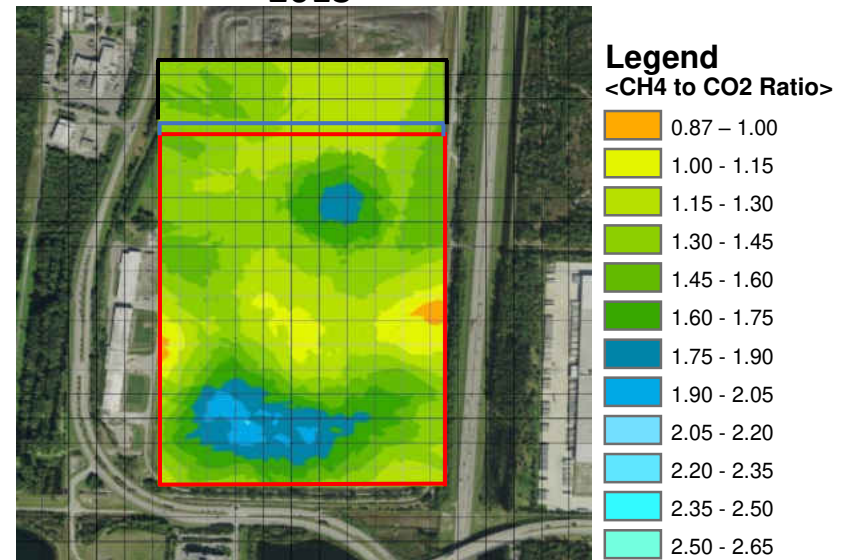 Legend
<CH4 to CO2 Ratio>
0.87 – 1.00
1.00 - 1.15
1.15 - 1.30
1.30 - 1.45
1.45 - 1.60
1.60 - 1.75
1.75 - 1.90
1.90 - 2.05
2.05 - 2.20
2.20 - 2.35
2.35 - 2.50
2.50 - 2.65